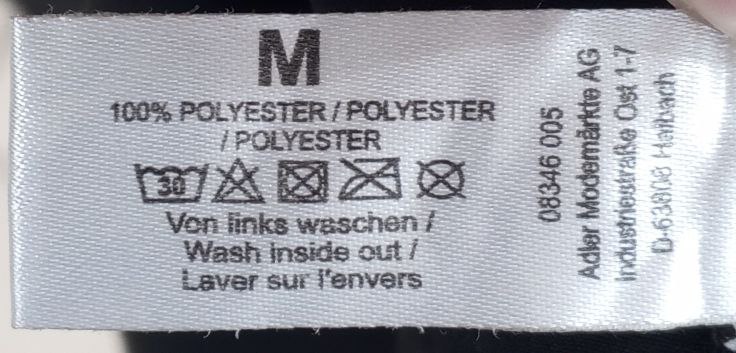 M
100% POLYESTER / POLYESTER
/ POLYESTER
30
Von links waschen /
Wash inside out /
Laver sur l'envers
08346 005
Adler Modemärkte AG
Industriestraße Ost 1-7
D-63808 Haibach